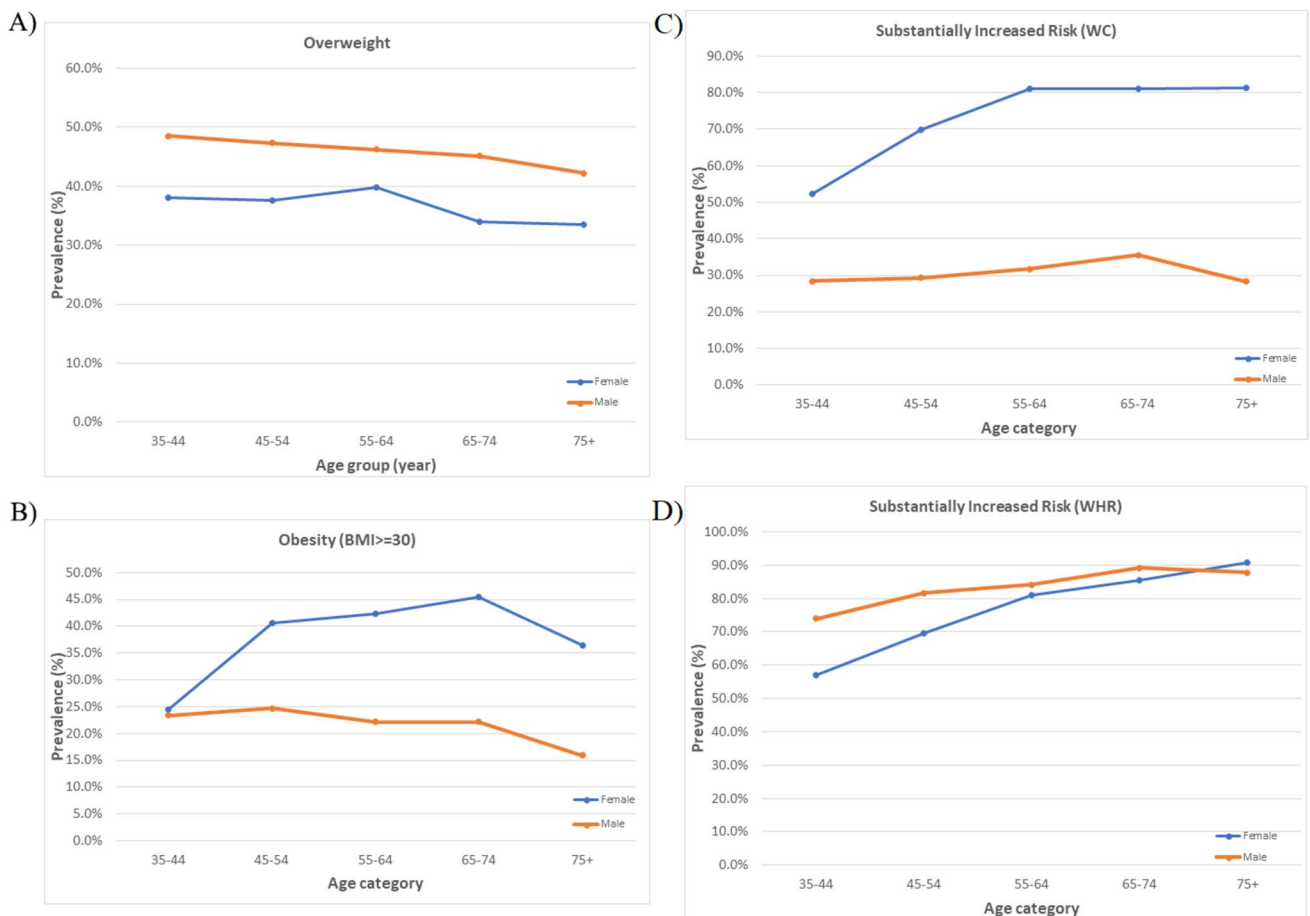 A)
Overweight
60.0%
50.0%
40.0%
30.0%
20.0%
10.0%
0.0%
Prevalence (%)
Female
Male
35-44 45-54 55-64 65-74 75+
Age group (year)
B)
Obesity (BMI>=30)
50.0%
45.0%
40.0%
35.0%
30.0%
25.0%
20.0%
15.0%
10.0%
5.0%
0.0%
Prevalence (%)
Female
Male
35-44 45-54 55-64 65-74 75+
Age category
C)
Substantially Increased Risk (WC)
90.0%
80.0%
70.0%
60.0%
50.0%
40.0%
30.0%
20.0%
10.0%
0.0%
Prevalence (%)
Female
Male
35-44 45-54 55-64 65-74 75+
Age category
D)
Substantially Increased Risk (WHR)
100.0%
90.0%
80.0%
70.0%
60.0%
50.0%
40.0%
30.0%
20.0%
10.0%
0.0%
Prevalence (%)
Female
Male
35-44 45-54 55-64 65-74 75+
Age category